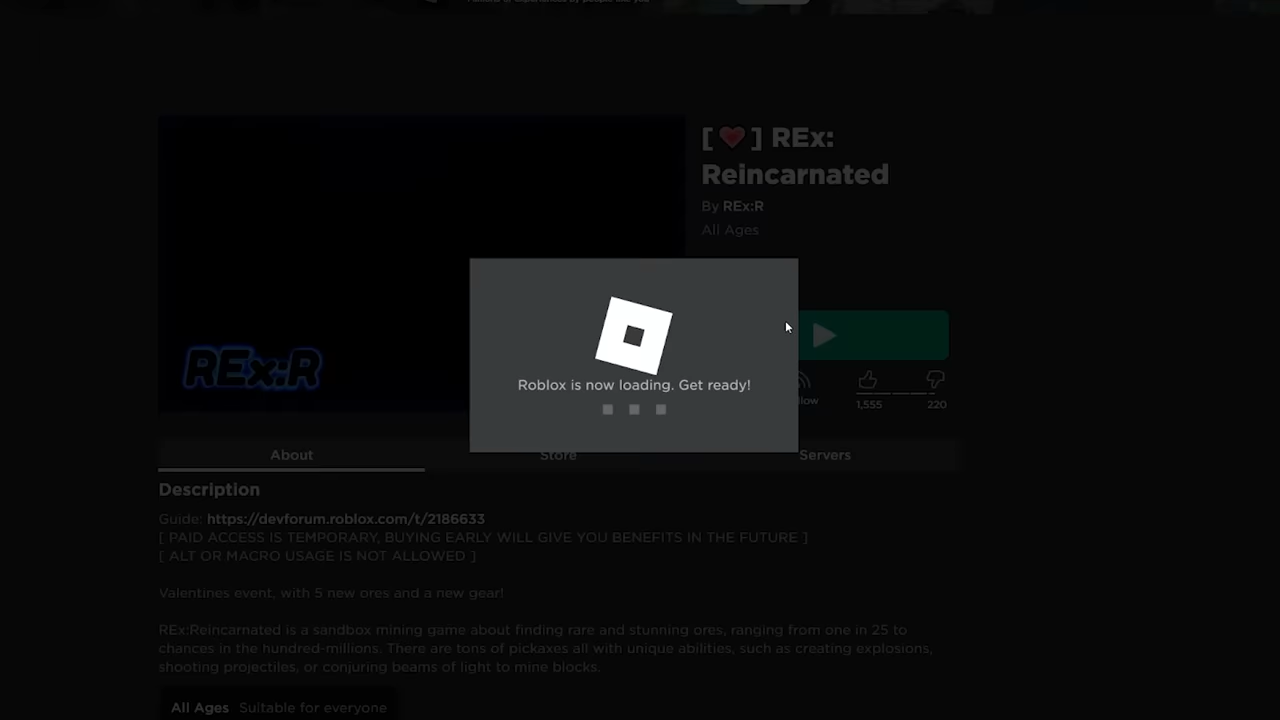 [ ❤️ ] REx:
Reincarnated
By REx:R
All Ages
Roblox is now loading. Get ready!
REx:R
llow
1,555
220
About
Store
Servers
Description
Guide: https://devforum.roblox.com/t/2186633
[ PAID ACCESS IS TEMPORARY, BUYING EARLY WILL GIVE YOU BENEFITS IN THE FUTURE ]
[ ALT OR MACRO USAGE IS NOT ALLOWED ]
Valentines event, with 5 new ores and a new gear!
REx:Reincarnated is a sandbox mining game about finding rare and stunning ores, ranging from one in 25 to
chances in the hundred-millions. There are tons of pickaxes all with unique abilities, such as creating explosions,
shooting projectiles, or conjuring beams of light to mine blocks.
All Ages Suitable for everyone